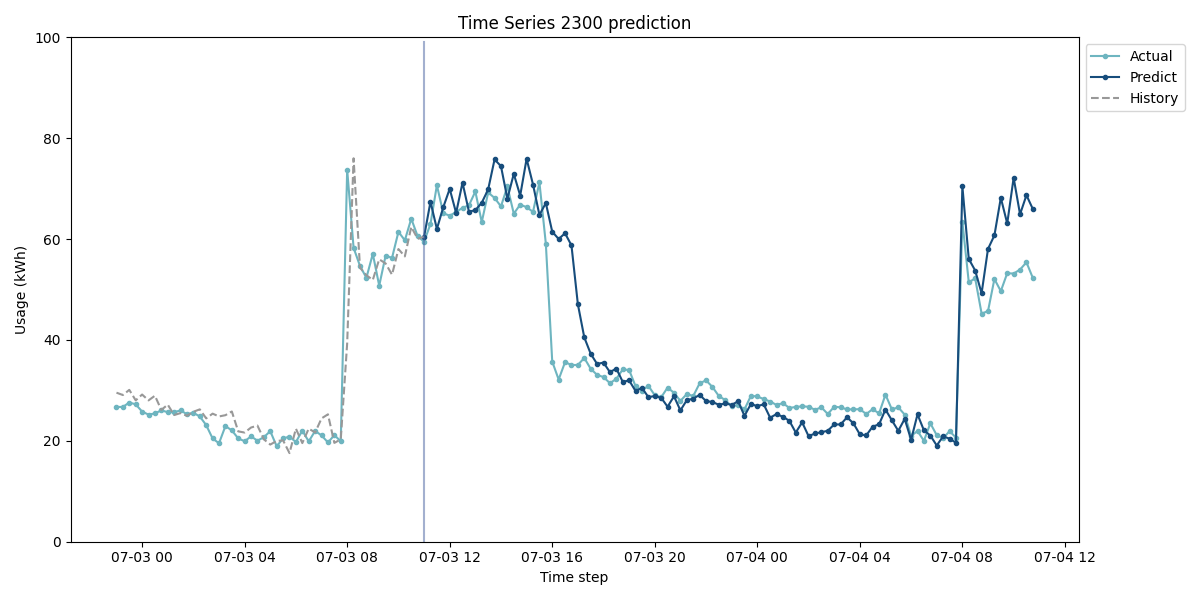 Time Series 2300 prediction
100
80
60
40
20
0
Usage (kWh)
07-03 00 07-03 04 07-03 08 07-03 12 07-03 16 07-03 20 07-04 00 07-04 04 07-04 08 07-04 12
Time step
Actual
Predict
History